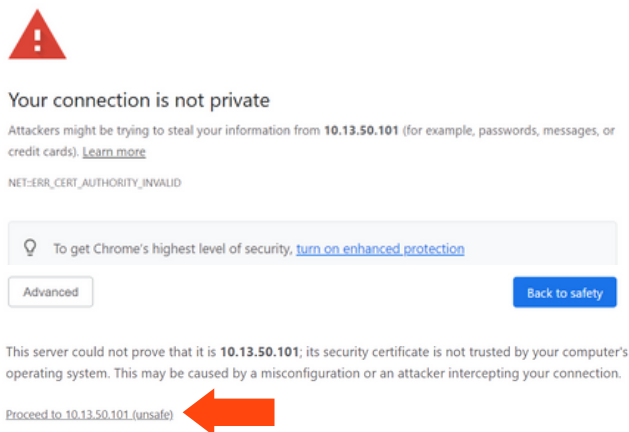 Your connection is not private
Attackers might be trying to steal your information from 10.13.50.101 (for example, passwords, messages, or
credit cards). Learn more
NET::ERR_CERT_AUTHORITY_INVALID
To get Chrome's highest level of security, turn on enhanced protection
Advanced
Back to safety
This server could not prove that it is 10.13.50.101; its security certificate is not trusted by your computer's
operating system. This may be caused by a misconfiguration or an attacker intercepting your connection.
Proceed to 10.13.50.101 (unsafe)